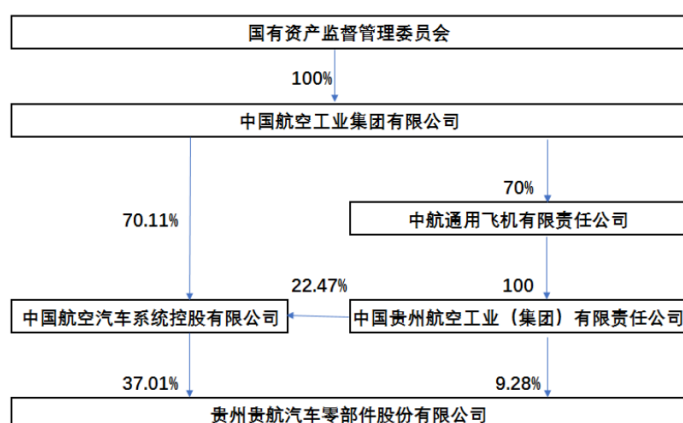 国有资产监督管理委员会
100%
中国航空工业集团有限公司
70%
70.11%
中航通用飞机有限责任公司
22.47%
100
中国航空汽车系统控股有限公司
中国贵州航空工业（集团）有限责任公司
37.01%
9.28%
贵州贵航汽车零部件股份有限公司